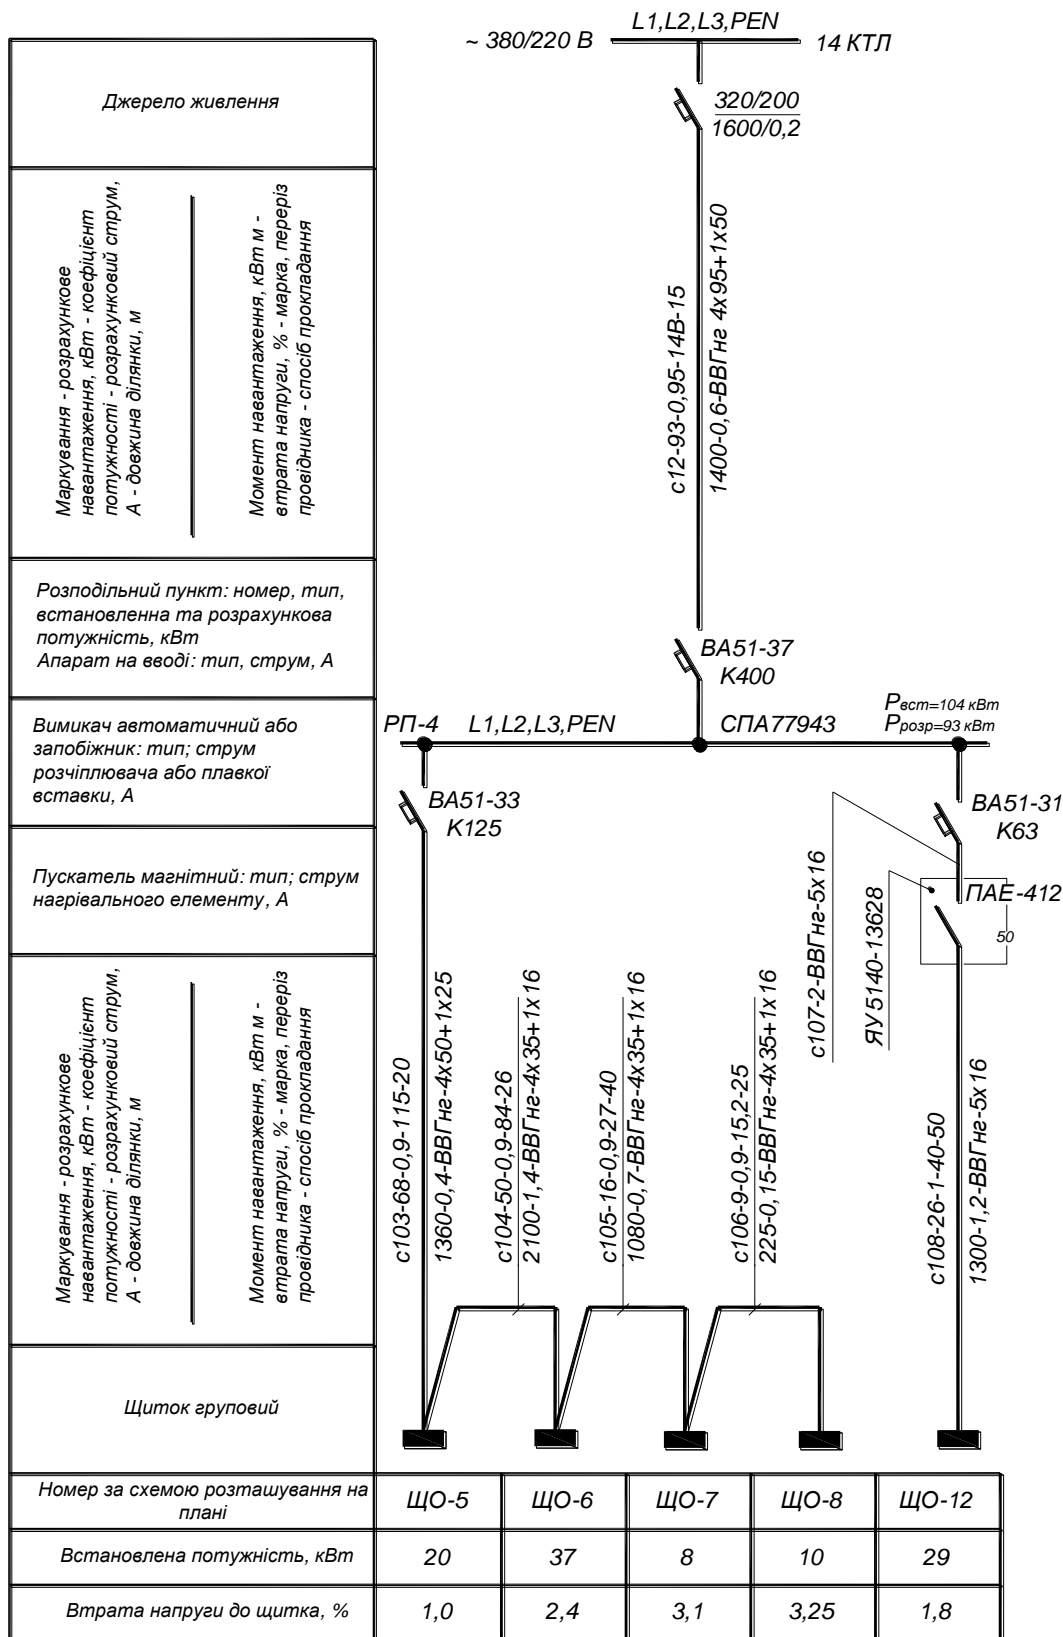 L1,L2,L3,PEN
~ 380/220 В
14 КТЛ
Джерело живлення
320/200
1600/0,2
Маркування - розрахункове
навантаження, кВт - коефіцієнт
потужності - розрахунковий струм,
А - довжина ділянки, м
Момент навантаження, кВт м -
втрата напруги, % - марка, переріз
провідника - спосіб прокладання
с12-93-0,95-14В-15
1400-0,6-ВВГнг 4х95+1х50
Розподільний пункт: номер, тип,
встановленна та розрахункова
потужність, кВт
Апарат на вводі: тип, струм, А
ВА51-37
К400
Вимикач автоматичний або
запобіжник: тип; струм
розчіплювача або плавкої
вставки, А
РП-4
L1,L2,L3,PEN
СПА77943
Рвст=104 кВт
Ррозр=93 кВт
ВА51-33
К125
ВА51-31
К63
Пускатель магнітний: тип; струм
нагрівального елементу, А
с107-2-ВВГнг-5х16
ЯУ 5140-13628
ПАЕ-412
50
Маркування - розрахункове
навантаження, кВт - коефіцієнт
потужності - розрахунковий струм,
А - довжина ділянки, м
Момент навантаження, кВт м -
втрата напруги, % - марка, переріз
провідника - спосіб прокладання
с103-68-0,9-115-20
1360-0,4-ВВГнг-4х50+1х25
с104-50-0,9-84-26
2100-1,4-ВВГнг-4х35+1х16
с105-16-0,9-27-40
1080-0,7-ВВГнг-4х35+1х16
с106-9-0,9-15,2-25
225-0,15-ВВГнг-4х35+1х16
с108-26-1-40-50
1300-1,2-ВВГнг-5х16
Щиток груповий
Номер за схемою розташування на
плані
ЩО-5
ЩО-6
ЩО-7
ЩО-8
ЩО-12
Встановлена потужність, кВт
20
37
8
10
29
Втрата напруги до щитка, %
1,0
2,4
3,1
3,25
1,8